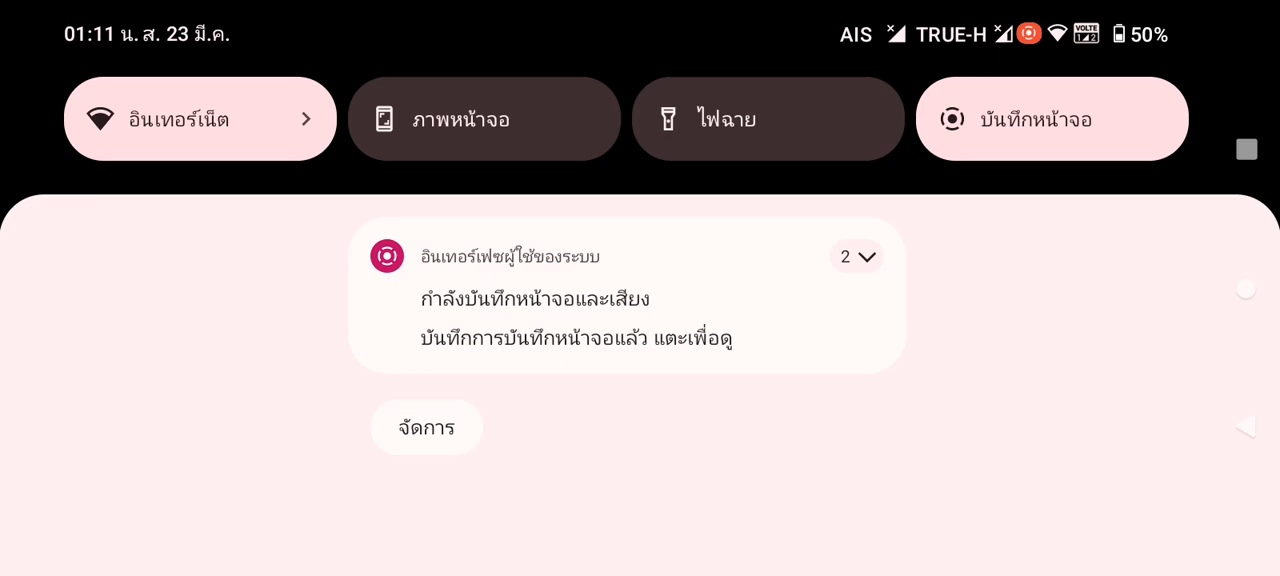 01:11 น. ส. 23 มี.ค.
AIS TRUE-H VOLTE 1 2 50%
อินเทอร์เน็ต
ภาพหน้าจอ
ไฟฉาย
บันทึกหน้าจอ
อินเทอร์เฟซผู้ใช้ของระบบ
2
กำลังบันทึกหน้าจอและเสียง
บันทึกการบันทึกหน้าจอแล้ว แตะเพื่อดู
จัดการ